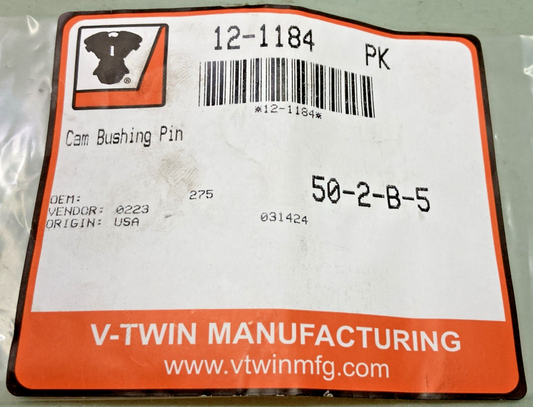 12-1184 PK
*12-1184*
Cam Bushing Pin
OEM: 275
VENDOR: 0223
ORIGIN: USA 031424
50-2-B-5
V-TWIN MANUFACTURING
www.vtwinmfg.com
®